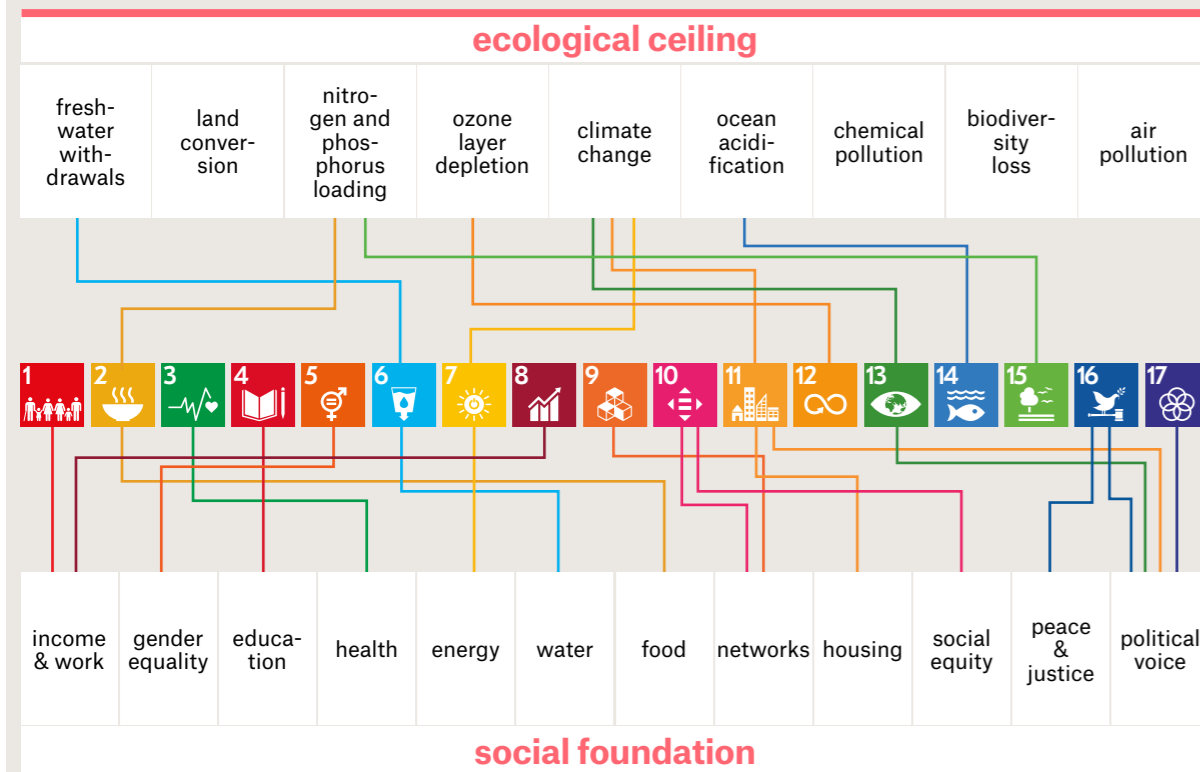 ecological ceiling
fresh-
water
with-
drawals
land
conver-
sion
nitro-
gen and
phos-
phorus
loading
ozone
layer
depletion
climate
change
ocean
acidi-
fication
chemical
pollution
biodiver-
sity
loss
air
pollution
1
2
3
4
5
6
7
8
9
10
11
12
13
14
15
16
17
income
& work
gender
equality
educa-
tion
health
energy
water
food
networks
housing
social
equity
peace
&
justice
political
voice
social foundation